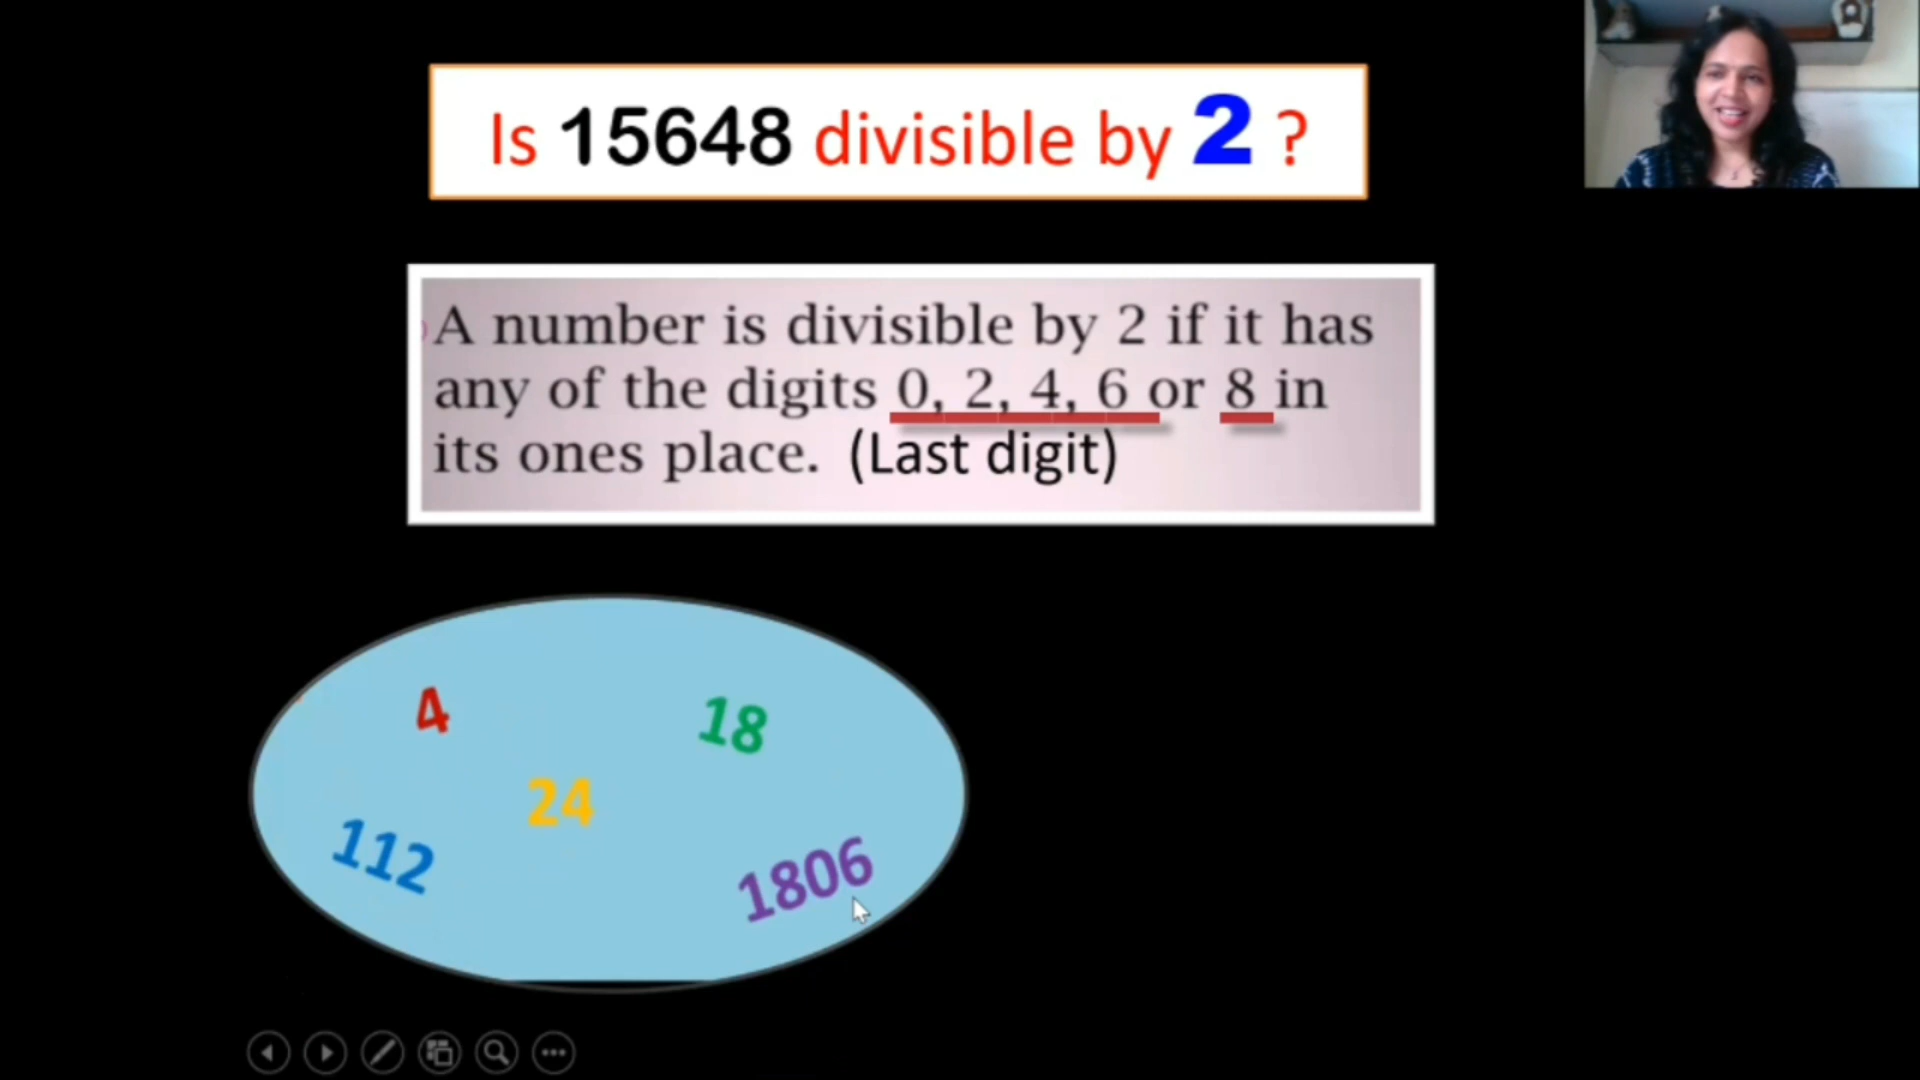 Is 15648 divisible by 2 ?
A number is divisible by 2 if it has
any of the digits 0, 2, 4, 6 or 8 in
its ones place. (Last digit)
4
18
24
112
1806